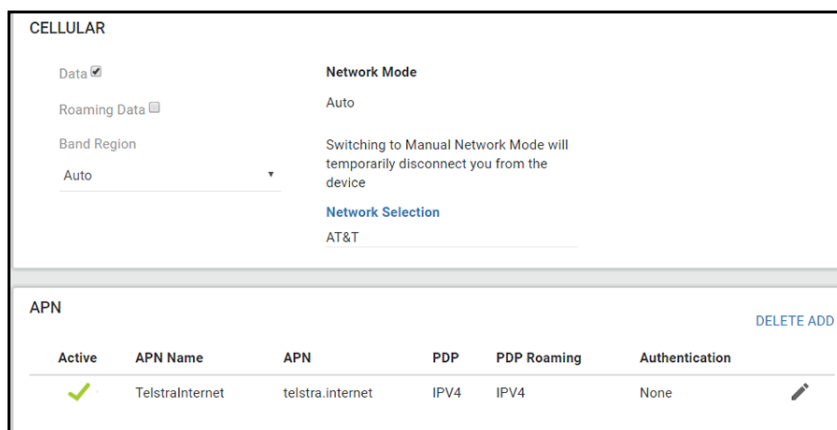 CELLULAR
Data
Network Mode
Roaming Data
Auto
Band Region
Switching to Manual Network Mode will
temporarily disconnect you from the
device
Auto
Network Selection
AT&T
APN
DELETE ADD
Active APN Name APN PDP PDP Roaming Authentication
TelstraInternet telstra.internet IPV4 IPV4 None